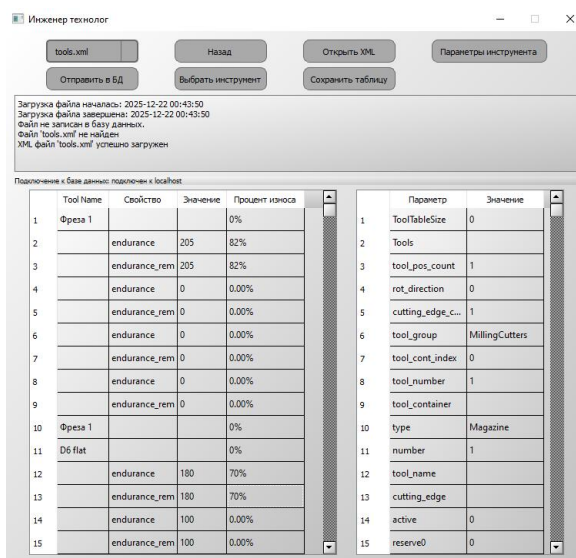 Инженер технолог
tools.xml Назад Открыть XML Параметры инструмента
Отправить в БД Выбрать инструмент Сохранить таблицу
Загрузка файла началась: 2025-12-22 00:43:50
Загрузка файла завершена: 2025-12-22 00:43:50
Файл не записан в базу данных.
Файл 'tools.xml' не найден
XML файл 'tools.xml' успешно загружен
Подключение к базе данных: подключен к localhost
Tool Name Свойство Значение Процент износа
1 Фреза 1 0%
2 endurance 205 82%
3 endurance_rem 205 82%
4 endurance 0 0.00%
5 endurance_rem 0 0.00%
6 endurance 0 0.00%
7 endurance_rem 0 0.00%
8 endurance 0 0.00%
9 endurance_rem 0 0.00%
10 Фреза 1 0%
11 D6 flat 0%
12 endurance 180 70%
13 endurance_rem 180 70%
14 endurance 100 0.00%
15 endurance_rem 100 0.00%
Параметр Значение
1 ToolTableSize 0
2 Tools
3 tool_pos_count 1
4 rot_direction 0
5 cutting_edge_c... 1
6 tool_group MillingCutters
7 tool_cont_index 0
8 tool_number 1
9 tool_container
10 type Magazine
11 number 1
12 tool_name
13 cutting_edge
14 active 0
15 reserve0 0